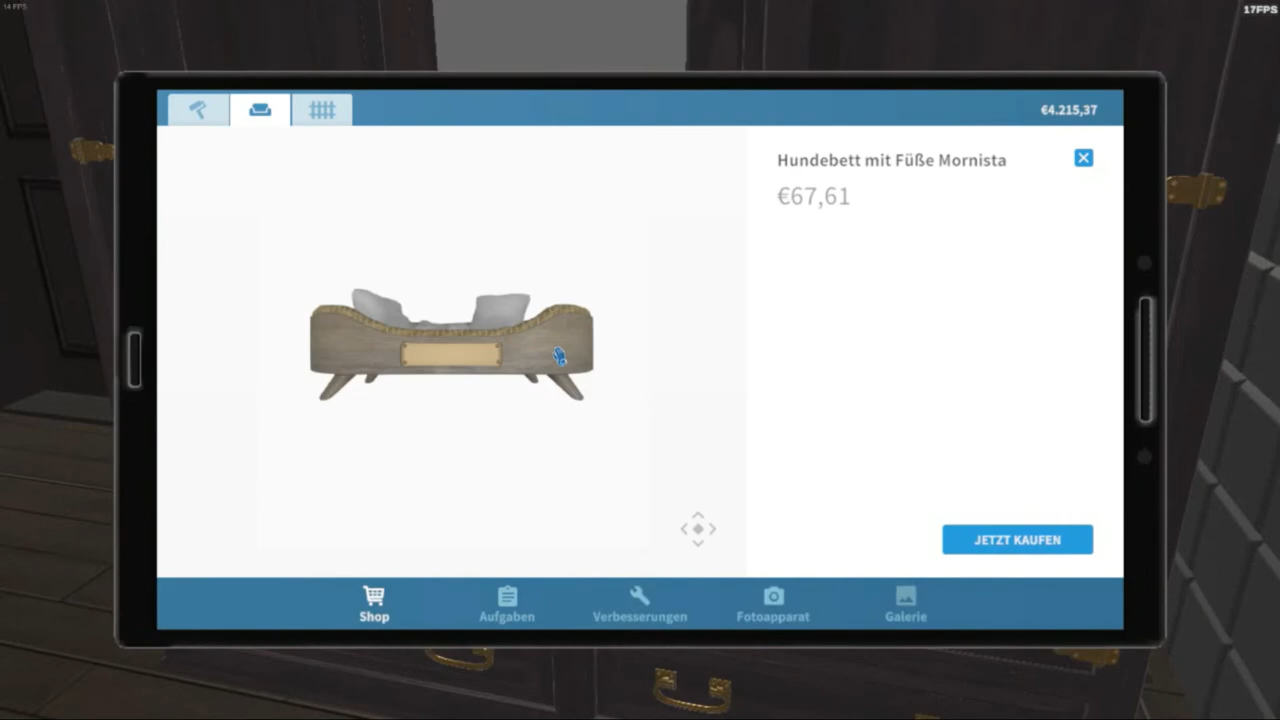 14 FPS
17FPS
€4.215,37
Hundebett mit Füße Mornista
€67,61
JETZT KAUFEN
Shop
Aufgaben
Verbesserungen
Fotoapparat
Galerie